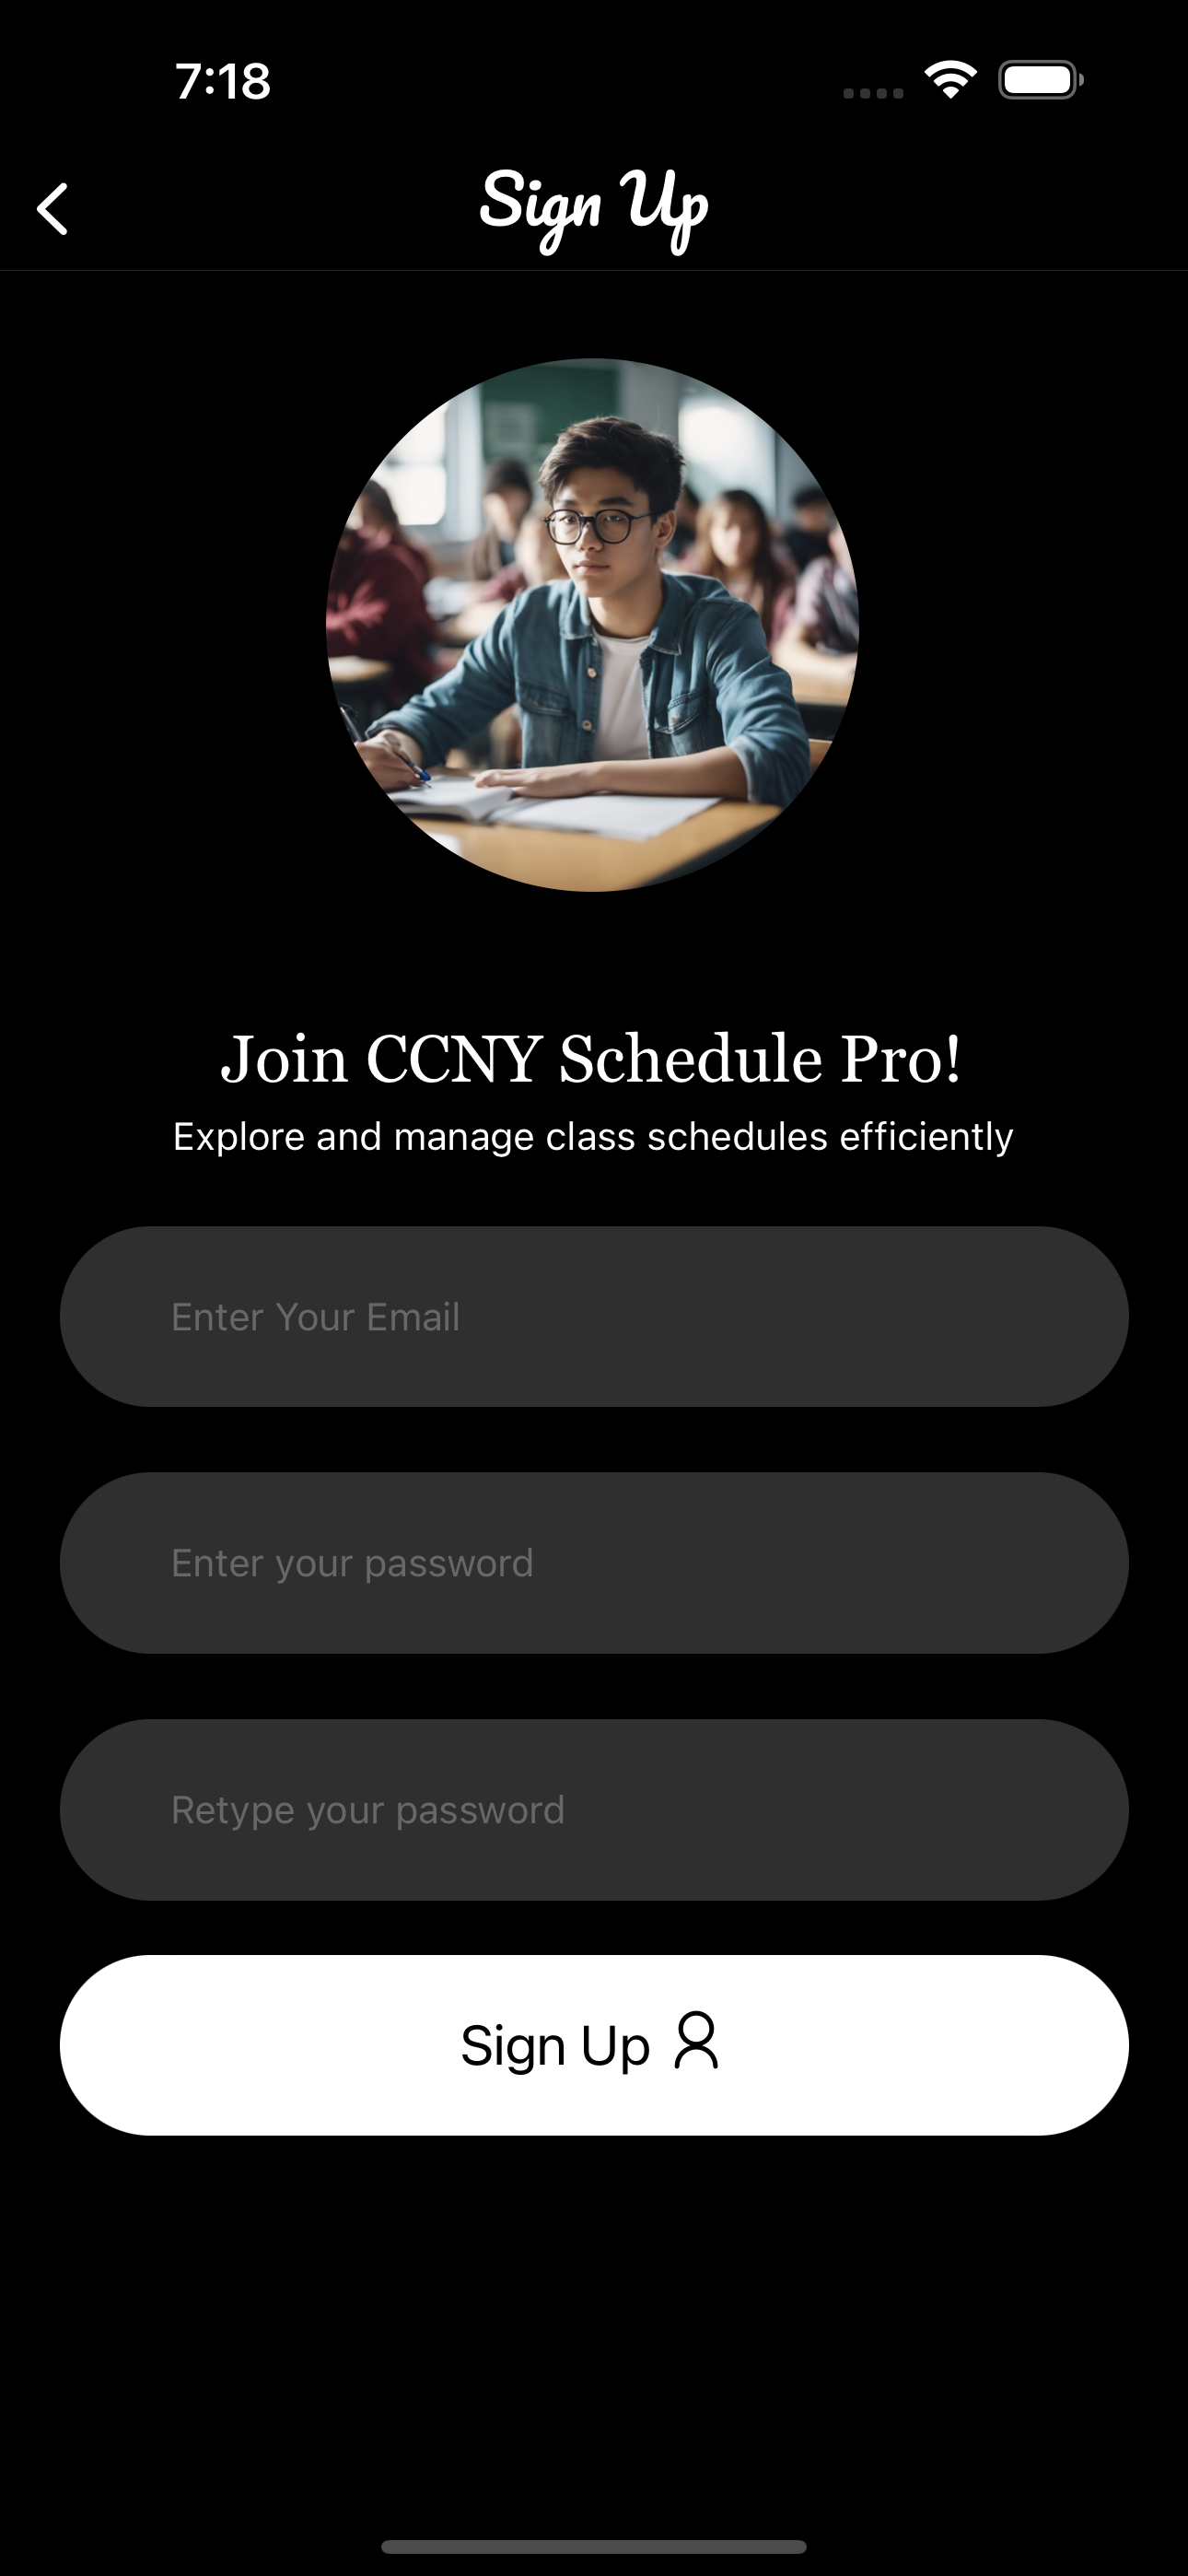 7:18
Sign Up
Join CCNY Schedule Pro!
Explore and manage class schedules efficiently
Enter Your Email
Enter your password
Retype your password
Sign Up